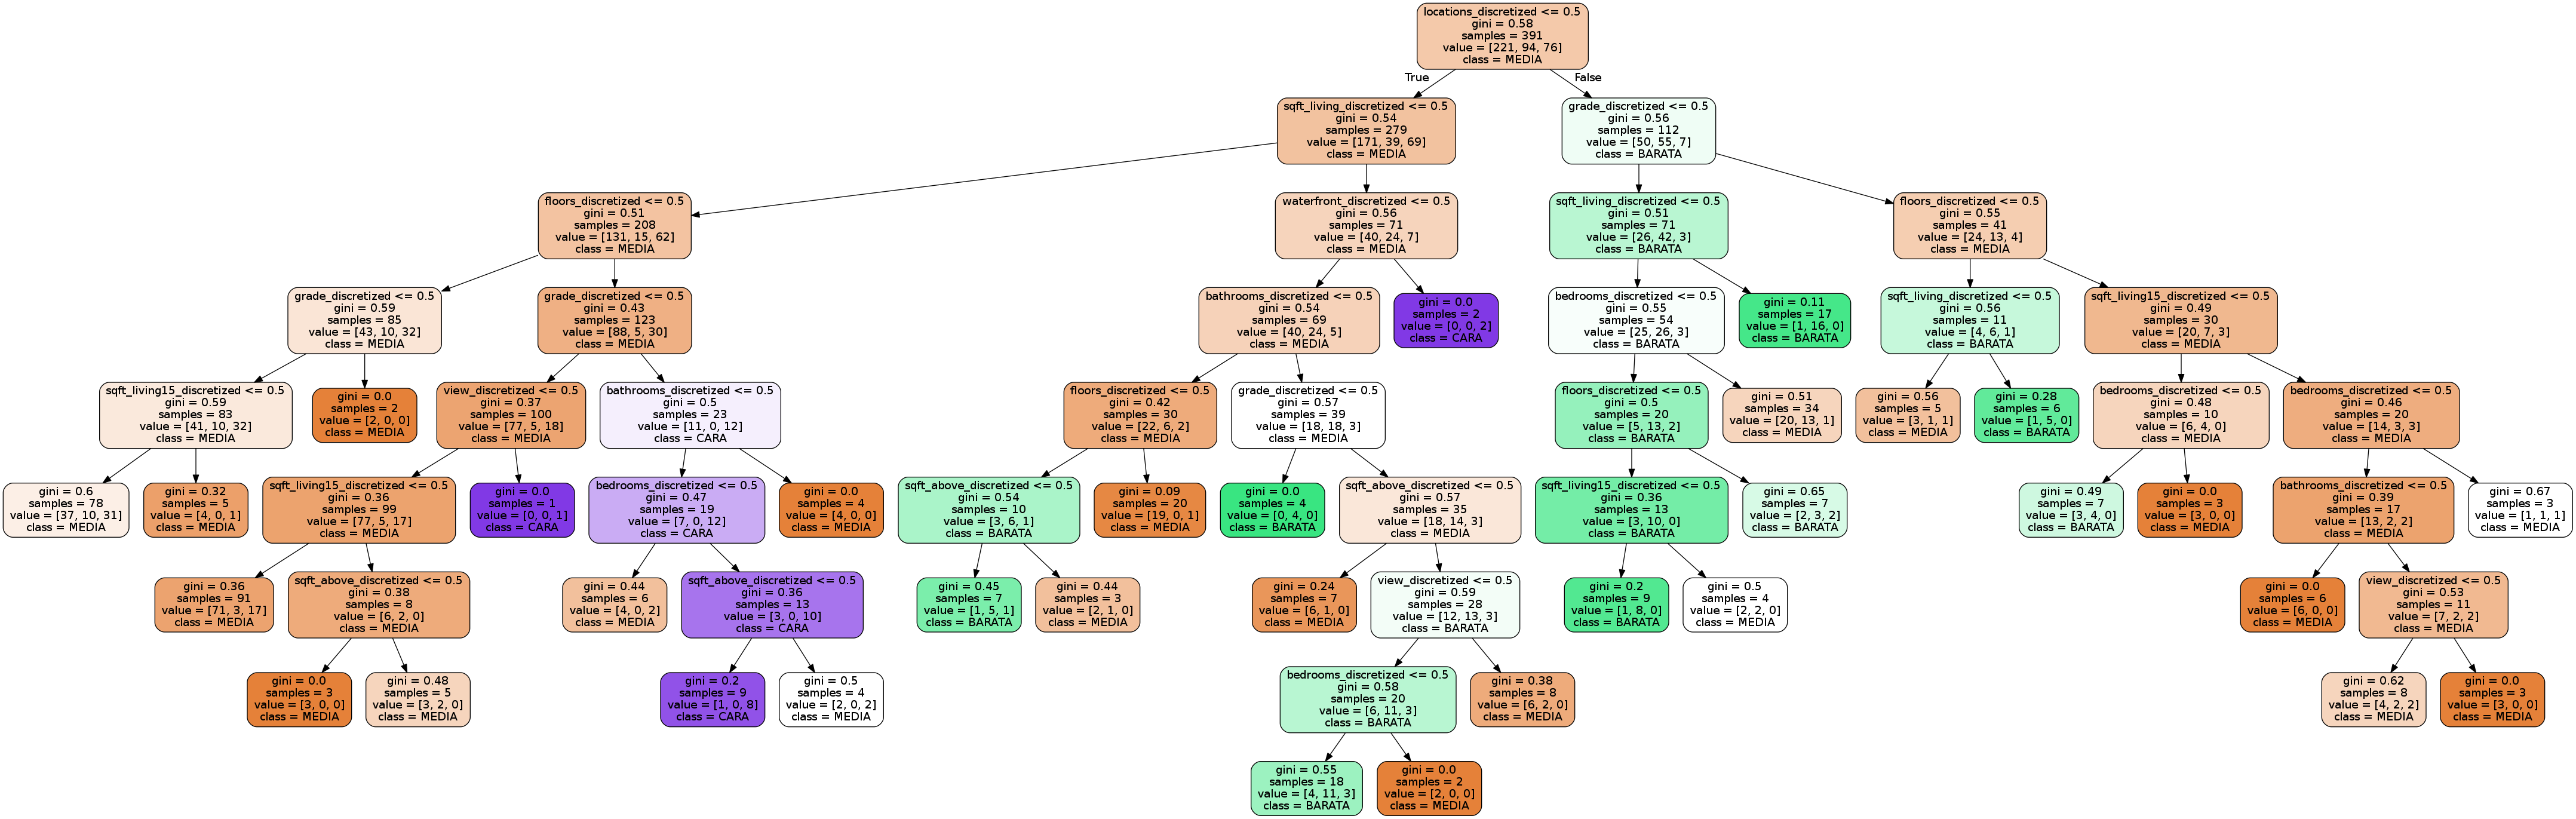 locations_discretized <= 0.5
gini = 0.58
samples = 391
value = [221, 94, 76]
class = MEDIA
True
False
sqft_living_discretized <= 0.5
gini = 0.54
samples = 279
value = [171, 39, 69]
class = MEDIA
grade_discretized <= 0.5
gini = 0.56
samples = 112
value = [50, 55, 7]
class = BARATA
floors_discretized <= 0.5
gini = 0.51
samples = 208
value = [131, 15, 62]
class = MEDIA
waterfront_discretized <= 0.5
gini = 0.56
samples = 71
value = [40, 24, 7]
class = MEDIA
sqft_living_discretized <= 0.5
gini = 0.51
samples = 71
value = [26, 42, 3]
class = BARATA
floors_discretized <= 0.5
gini = 0.55
samples = 41
value = [24, 13, 4]
class = MEDIA
grade_discretized <= 0.5
gini = 0.59
samples = 85
value = [43, 10, 32]
class = MEDIA
grade_discretized <= 0.5
gini = 0.43
samples = 123
value = [88, 5, 30]
class = MEDIA
bathrooms_discretized <= 0.5
gini = 0.54
samples = 69
value = [40, 24, 5]
class = MEDIA
gini = 0.0
samples = 2
value = [0, 0, 2]
class = CARA
bedrooms_discretized <= 0.5
gini = 0.55
samples = 54
value = [25, 26, 3]
class = BARATA
gini = 0.11
samples = 17
value = [1, 16, 0]
class = BARATA
sqft_living_discretized <= 0.5
gini = 0.56
samples = 11
value = [4, 6, 1]
class = BARATA
sqft_living15_discretized <= 0.5
gini = 0.49
samples = 30
value = [20, 7, 3]
class = MEDIA
sqft_living15_discretized <= 0.5
gini = 0.59
samples = 83
value = [41, 10, 32]
class = MEDIA
gini = 0.0
samples = 2
value = [2, 0, 0]
class = MEDIA
view_discretized <= 0.5
gini = 0.37
samples = 100
value = [77, 5, 18]
class = MEDIA
bathrooms_discretized <= 0.5
gini = 0.5
samples = 23
value = [11, 0, 12]
class = CARA
floors_discretized <= 0.5
gini = 0.42
samples = 30
value = [22, 6, 2]
class = MEDIA
grade_discretized <= 0.5
gini = 0.57
samples = 39
value = [18, 18, 3]
class = MEDIA
floors_discretized <= 0.5
gini = 0.5
samples = 20
value = [5, 13, 2]
class = BARATA
gini = 0.51
samples = 34
value = [20, 13, 1]
class = MEDIA
gini = 0.56
samples = 5
value = [3, 1, 1]
class = MEDIA
gini = 0.28
samples = 6
value = [1, 5, 0]
class = BARATA
bedrooms_discretized <= 0.5
gini = 0.48
samples = 10
value = [6, 4, 0]
class = MEDIA
bedrooms_discretized <= 0.5
gini = 0.46
samples = 20
value = [14, 3, 3]
class = MEDIA
gini = 0.6
samples = 78
value = [37, 10, 31]
class = MEDIA
gini = 0.32
samples = 5
value = [4, 0, 1]
class = MEDIA
sqft_living15_discretized <= 0.5
gini = 0.36
samples = 99
value = [77, 5, 17]
class = MEDIA
gini = 0.0
samples = 1
value = [0, 0, 1]
class = CARA
bedrooms_discretized <= 0.5
gini = 0.47
samples = 19
value = [7, 0, 12]
class = CARA
gini = 0.0
samples = 4
value = [4, 0, 0]
class = MEDIA
sqft_above_discretized <= 0.5
gini = 0.54
samples = 10
value = [3, 6, 1]
class = BARATA
gini = 0.09
samples = 20
value = [19, 0, 1]
class = MEDIA
gini = 0.0
samples = 4
value = [0, 4, 0]
class = BARATA
sqft_above_discretized <= 0.5
gini = 0.57
samples = 35
value = [18, 14, 3]
class = MEDIA
sqft_living15_discretized <= 0.5
gini = 0.36
samples = 13
value = [3, 10, 0]
class = BARATA
gini = 0.65
samples = 7
value = [2, 3, 2]
class = BARATA
gini = 0.49
samples = 7
value = [3, 4, 0]
class = BARATA
gini = 0.0
samples = 3
value = [3, 0, 0]
class = MEDIA
bathrooms_discretized <= 0.5
gini = 0.39
samples = 17
value = [13, 2, 2]
class = MEDIA
gini = 0.67
samples = 3
value = [1, 1, 1]
class = MEDIA
gini = 0.36
samples = 91
value = [71, 3, 17]
class = MEDIA
sqft_above_discretized <= 0.5
gini = 0.38
samples = 8
value = [6, 2, 0]
class = MEDIA
gini = 0.44
samples = 6
value = [4, 0, 2]
class = MEDIA
sqft_above_discretized <= 0.5
gini = 0.36
samples = 13
value = [3, 0, 10]
class = CARA
gini = 0.45
samples = 7
value = [1, 5, 1]
class = BARATA
gini = 0.44
samples = 3
value = [2, 1, 0]
class = MEDIA
gini = 0.24
samples = 7
value = [6, 1, 0]
class = MEDIA
view_discretized <= 0.5
gini = 0.59
samples = 28
value = [12, 13, 3]
class = BARATA
gini = 0.2
samples = 9
value = [1, 8, 0]
class = BARATA
gini = 0.5
samples = 4
value = [2, 2, 0]
class = MEDIA
gini = 0.0
samples = 6
value = [6, 0, 0]
class = MEDIA
view_discretized <= 0.5
gini = 0.53
samples = 11
value = [7, 2, 2]
class = MEDIA
gini = 0.0
samples = 3
value = [3, 0, 0]
class = MEDIA
gini = 0.48
samples = 5
value = [3, 2, 0]
class = MEDIA
gini = 0.2
samples = 9
value = [1, 0, 8]
class = CARA
gini = 0.5
samples = 4
value = [2, 0, 2]
class = MEDIA
bedrooms_discretized <= 0.5
gini = 0.58
samples = 20
value = [6, 11, 3]
class = BARATA
gini = 0.38
samples = 8
value = [6, 2, 0]
class = MEDIA
gini = 0.62
samples = 8
value = [4, 2, 2]
class = MEDIA
gini = 0.0
samples = 3
value = [3, 0, 0]
class = MEDIA
gini = 0.55
samples = 18
value = [4, 11, 3]
class = BARATA
gini = 0.0
samples = 2
value = [2, 0, 0]
class = MEDIA